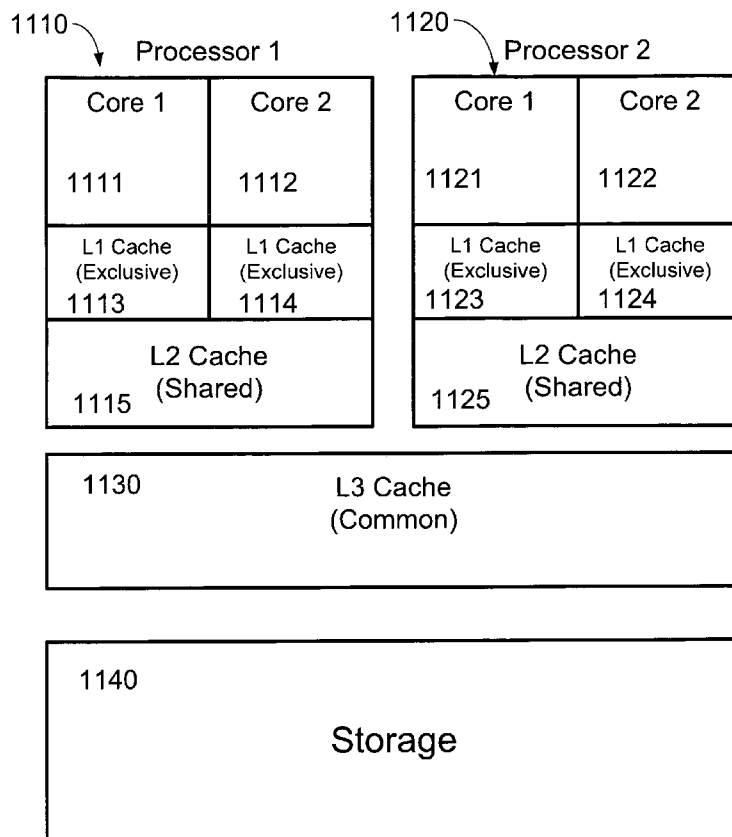 1110
Processor 1
Core 1
Core 2
1111
1112
L1 Cache
(Exclusive)
1113
L1 Cache
(Exclusive)
1114
L2 Cache
(Shared)
1115
1120
Processor 2
Core 1
Core 2
1121
1122
L1 Cache
(Exclusive)
1123
L1 Cache
(Exclusive)
1124
L2 Cache
(Shared)
1125
1130
L3 Cache
(Common)
1140
Storage